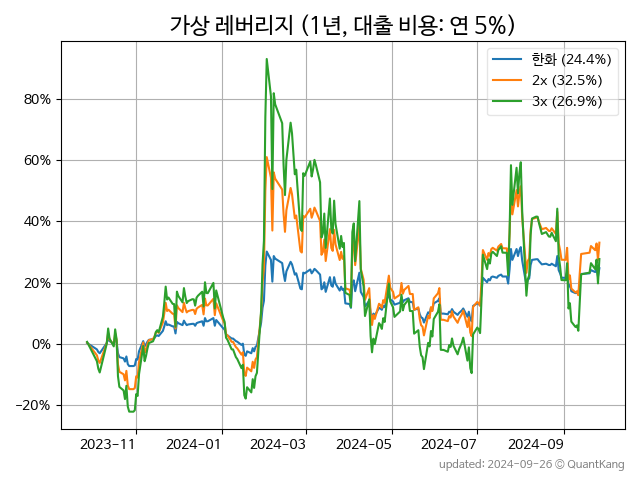 가상 레버리지 (1년, 대출 비용: 연 5%)
한화 (24.4%)
2x (32.5%)
3x (26.9%)
80%
60%
40%
20%
0%
−20%
2023-11
2024-01
2024-03
2024-05
2024-07
2024-09
updated: 2024-09-26 © QuantKang